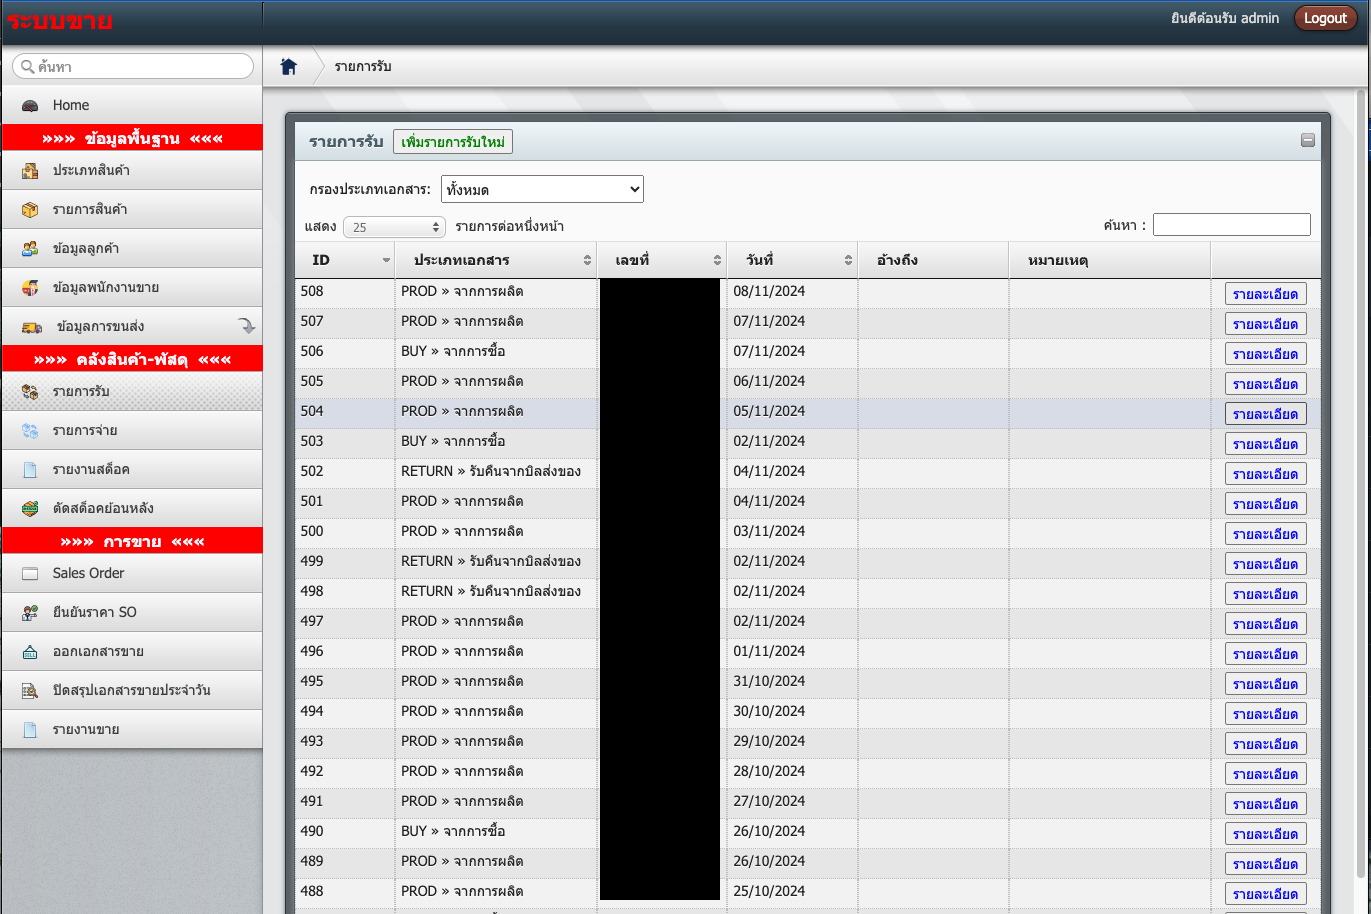 ระบบขาย
ยินดีต้อนรับ admin Logout
ค้นหา
รายการรับ
Home
»»» ข้อมูลพื้นฐาน «««
ประเภทสินค้า
รายการสินค้า
ข้อมูลลูกค้า
ข้อมูลพนักงานขาย
ข้อมูลการขนส่ง
»»» คลังสินค้า-พัสดุ «««
รายการรับ
รายการจ่าย
รายงานสต็อค
ตัดสต็อคย้อนหลัง
»»» การขาย «««
Sales Order
ยืนยันราคา SO
ออกเอกสารขาย
ปิดสรุปเอกสารขายประจำวัน
รายงานขาย
รายการรับ เพิ่มรายการรับใหม่
กรองประเภทเอกสาร: ทั้งหมด
แสดง 25 รายการต่อหนึ่งหน้า ค้นหา :
ID ประเภทเอกสาร เลขที่ วันที่ อ้างถึง หมายเหตุ
508 PROD » จากการผลิต 08/11/2024 รายละเอียด
507 PROD » จากการผลิต 07/11/2024 รายละเอียด
506 BUY » จากการซื้อ 07/11/2024 รายละเอียด
505 PROD » จากการผลิต 06/11/2024 รายละเอียด
504 PROD » จากการผลิต 05/11/2024 รายละเอียด
503 BUY » จากการซื้อ 02/11/2024 รายละเอียด
502 RETURN » รับคืนจากบิลส่งของ 04/11/2024 รายละเอียด
501 PROD » จากการผลิต 04/11/2024 รายละเอียด
500 PROD » จากการผลิต 03/11/2024 รายละเอียด
499 RETURN » รับคืนจากบิลส่งของ 02/11/2024 รายละเอียด
498 RETURN » รับคืนจากบิลส่งของ 02/11/2024 รายละเอียด
497 PROD » จากการผลิต 02/11/2024 รายละเอียด
496 PROD » จากการผลิต 01/11/2024 รายละเอียด
495 PROD » จากการผลิต 31/10/2024 รายละเอียด
494 PROD » จากการผลิต 30/10/2024 รายละเอียด
493 PROD » จากการผลิต 29/10/2024 รายละเอียด
492 PROD » จากการผลิต 28/10/2024 รายละเอียด
491 PROD » จากการผลิต 27/10/2024 รายละเอียด
490 BUY » จากการซื้อ 26/10/2024 รายละเอียด
489 PROD » จากการผลิต 26/10/2024 รายละเอียด
488 PROD » จากการผลิต 25/10/2024 รายละเอียด